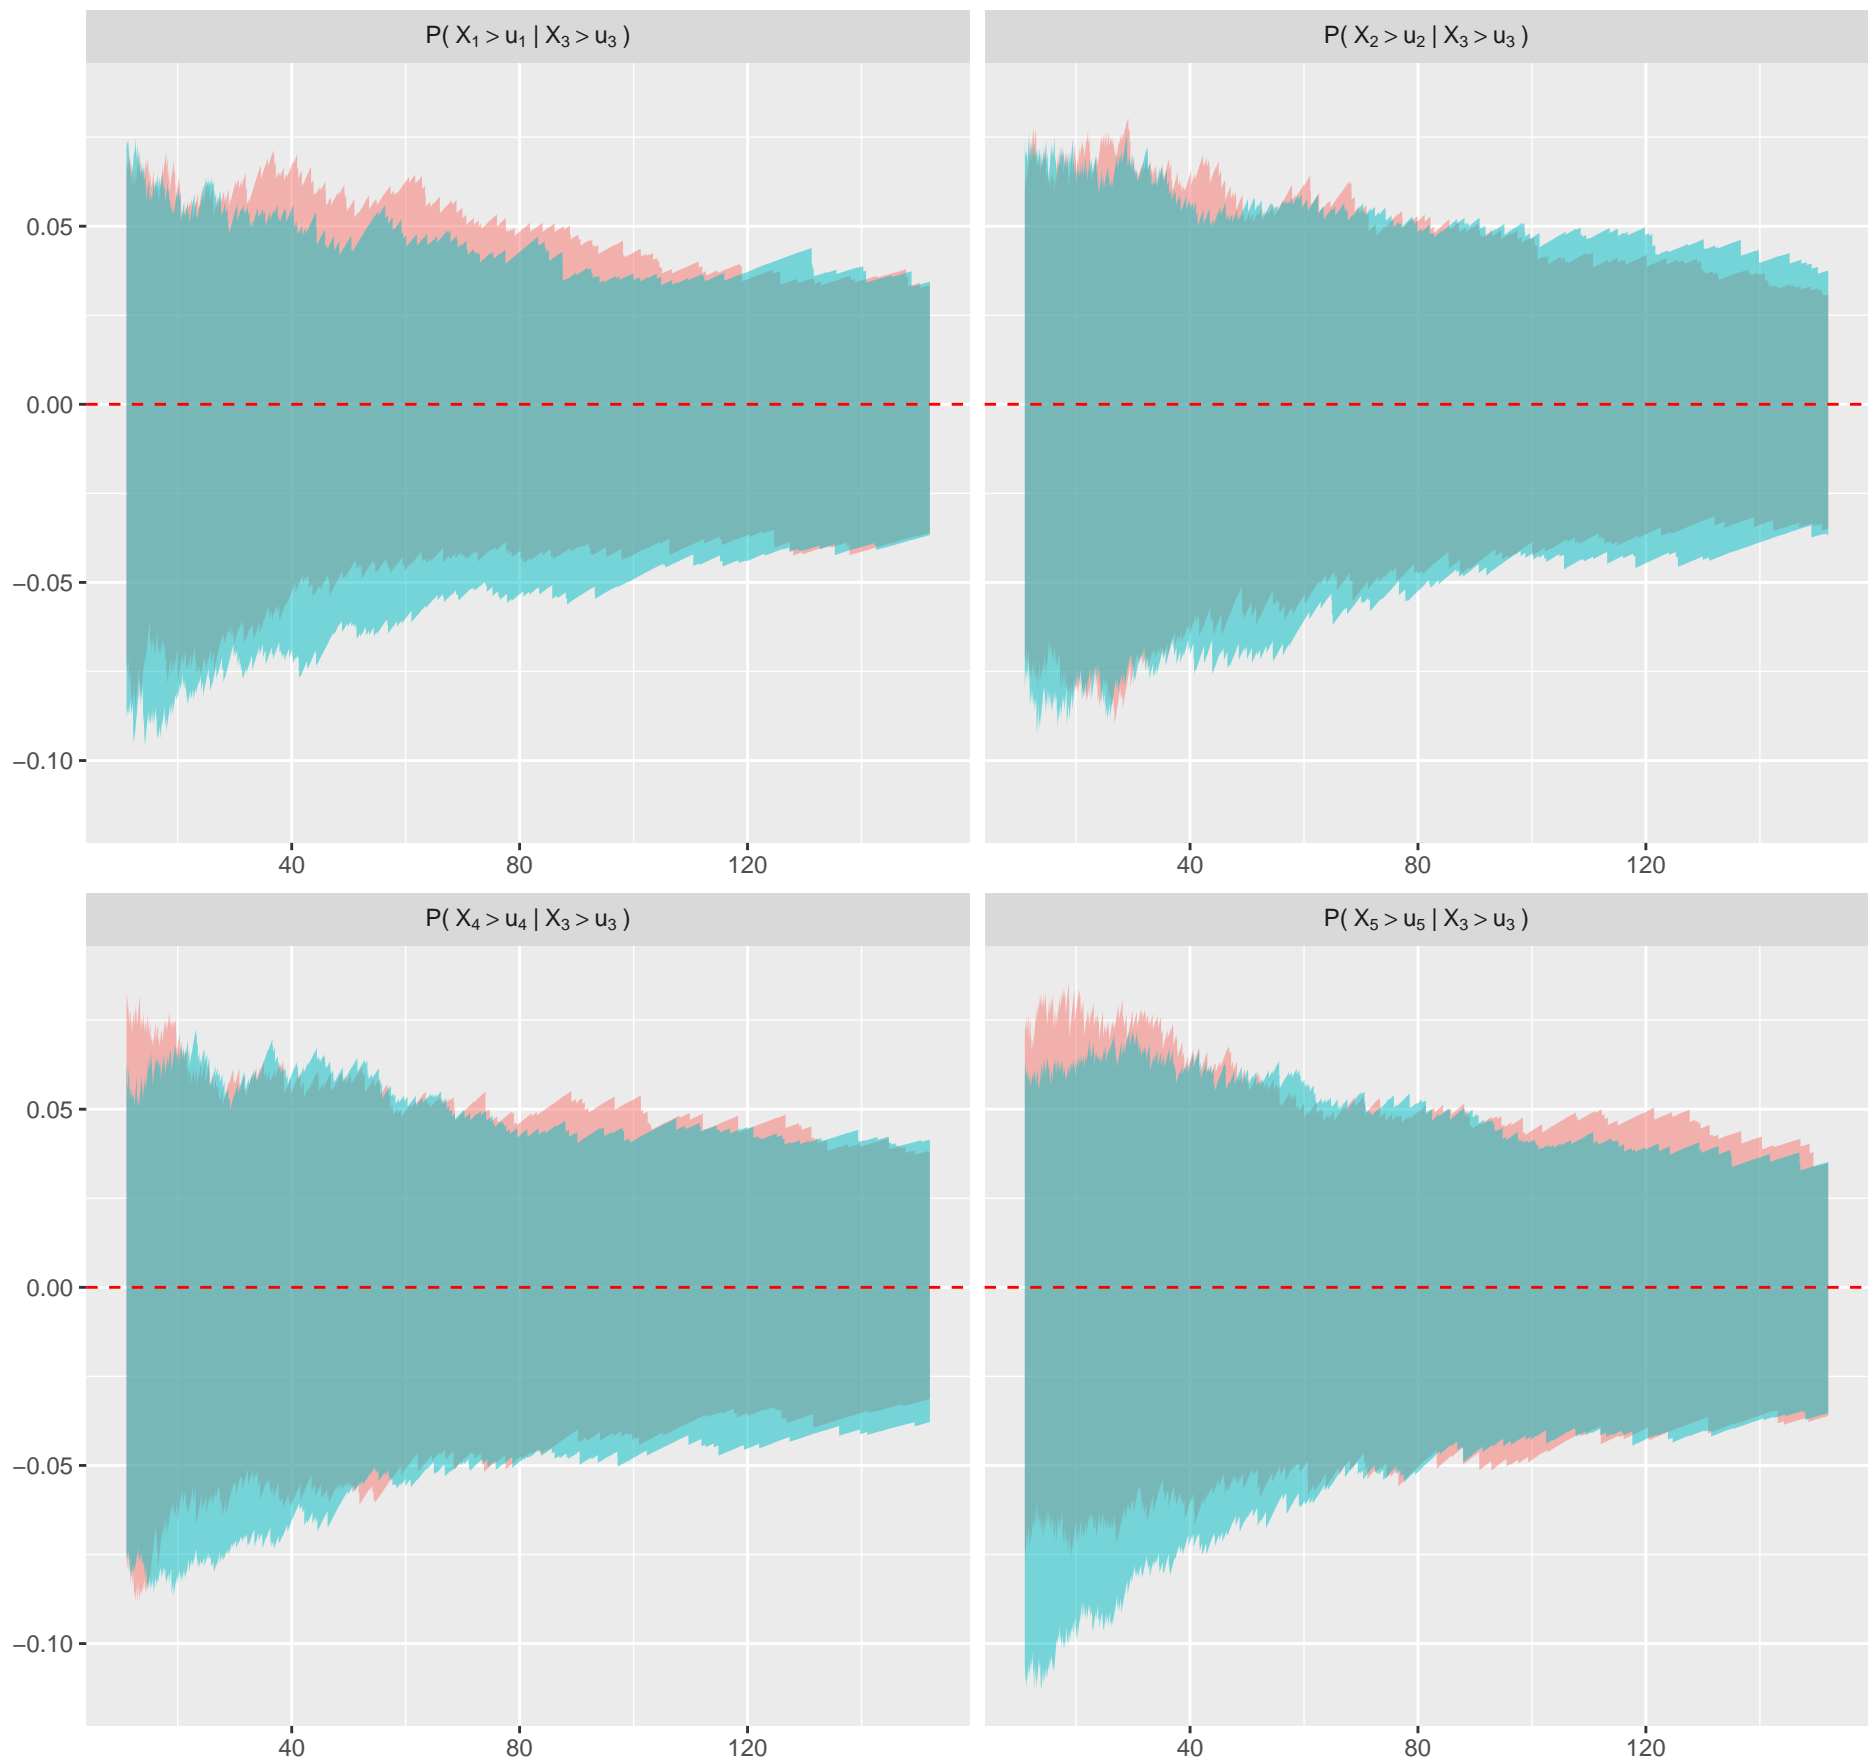 P( X₁ > u₁ | X₃ > u₃ )
P( X₂ > u₂ | X₃ > u₃ )
0.05
0.00
−0.05
−0.10
40 80 120
40 80 120
P( X₄ > u₄ | X₃ > u₃ )
P( X₅ > u₅ | X₃ > u₃ )
0.05
0.00
−0.05
−0.10
40 80 120
40 80 120